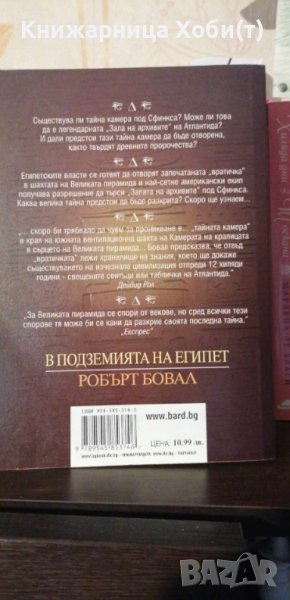 Книжарница Хоби(т)
Съществува ли тайна камера под Сфинкса? Може ли това
да е легендарната „Зала на архивите" на Атлантида?
И дали предстои тази тайна камера да бъде отворена,
както твърдят древните пророчества?
Египетските власти се готвят да отворят запечатаната „вратичка"
в шахтата на Великата пирамида и най-сетне американски екип
получава разрешение да търси „Залата на архивите" под Сфинкса.
Каква велика тайна предстои да бъде разкрита? Скоро ще узнаем...
„... скоро би трябвало да чуем за проникване в... „тайната камера"
в края на южната вентилационна шахта на Камерата на кралицата
в сърцето на Великата пирамида... Бовал предсказва, че отвъд
„вратичката" лежи хранилище на знания, което ще докаже
съществуването на изчезнала цивилизация отпреди 12 хиляди
години - свещените свитъци или таблички на Атлантида."
Дейвид Рол
„За Великата пирамида се спори от векове, но сред всички тези
спорове тя може би се кани да разкрие своята последна тайна."
„Експрес"
В ПОДЗЕМИЯТА НА ЕГИПЕТ
РОБЪРТ БОВАЛ
www.bard.bg
ЦЕНА: 10.99 лв.
9 789545 853746
БАZАР